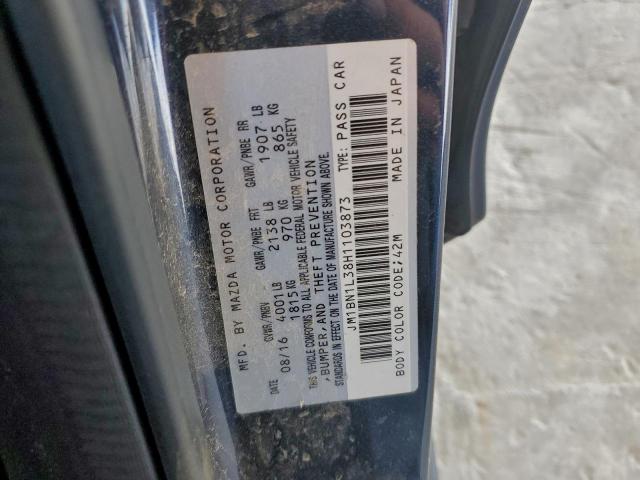 MFD. BY MAZDA MOTOR CORPORATION
DATE GVWR/PNBV GAWR/PNBE FRT GAWR/PNBE RR
08/16 4001LB 2138 LB 1907 LB
1815KG 970 KG 865 KG
THIS VEHICLE CONFORMS TO ALL APPLICABLE FEDERAL MOTOR VEHICLE SAFETY
,BUMPER,AND THEFT PREVENTION
STANDARDS IN EFFECT ON THE DATE OF MANUFACTURE SHOWN ABOVE.
JM1BN1L38H1103873 TYPE: PASS CAR
BODY COLOR CODE;42M MADE IN JAPAN